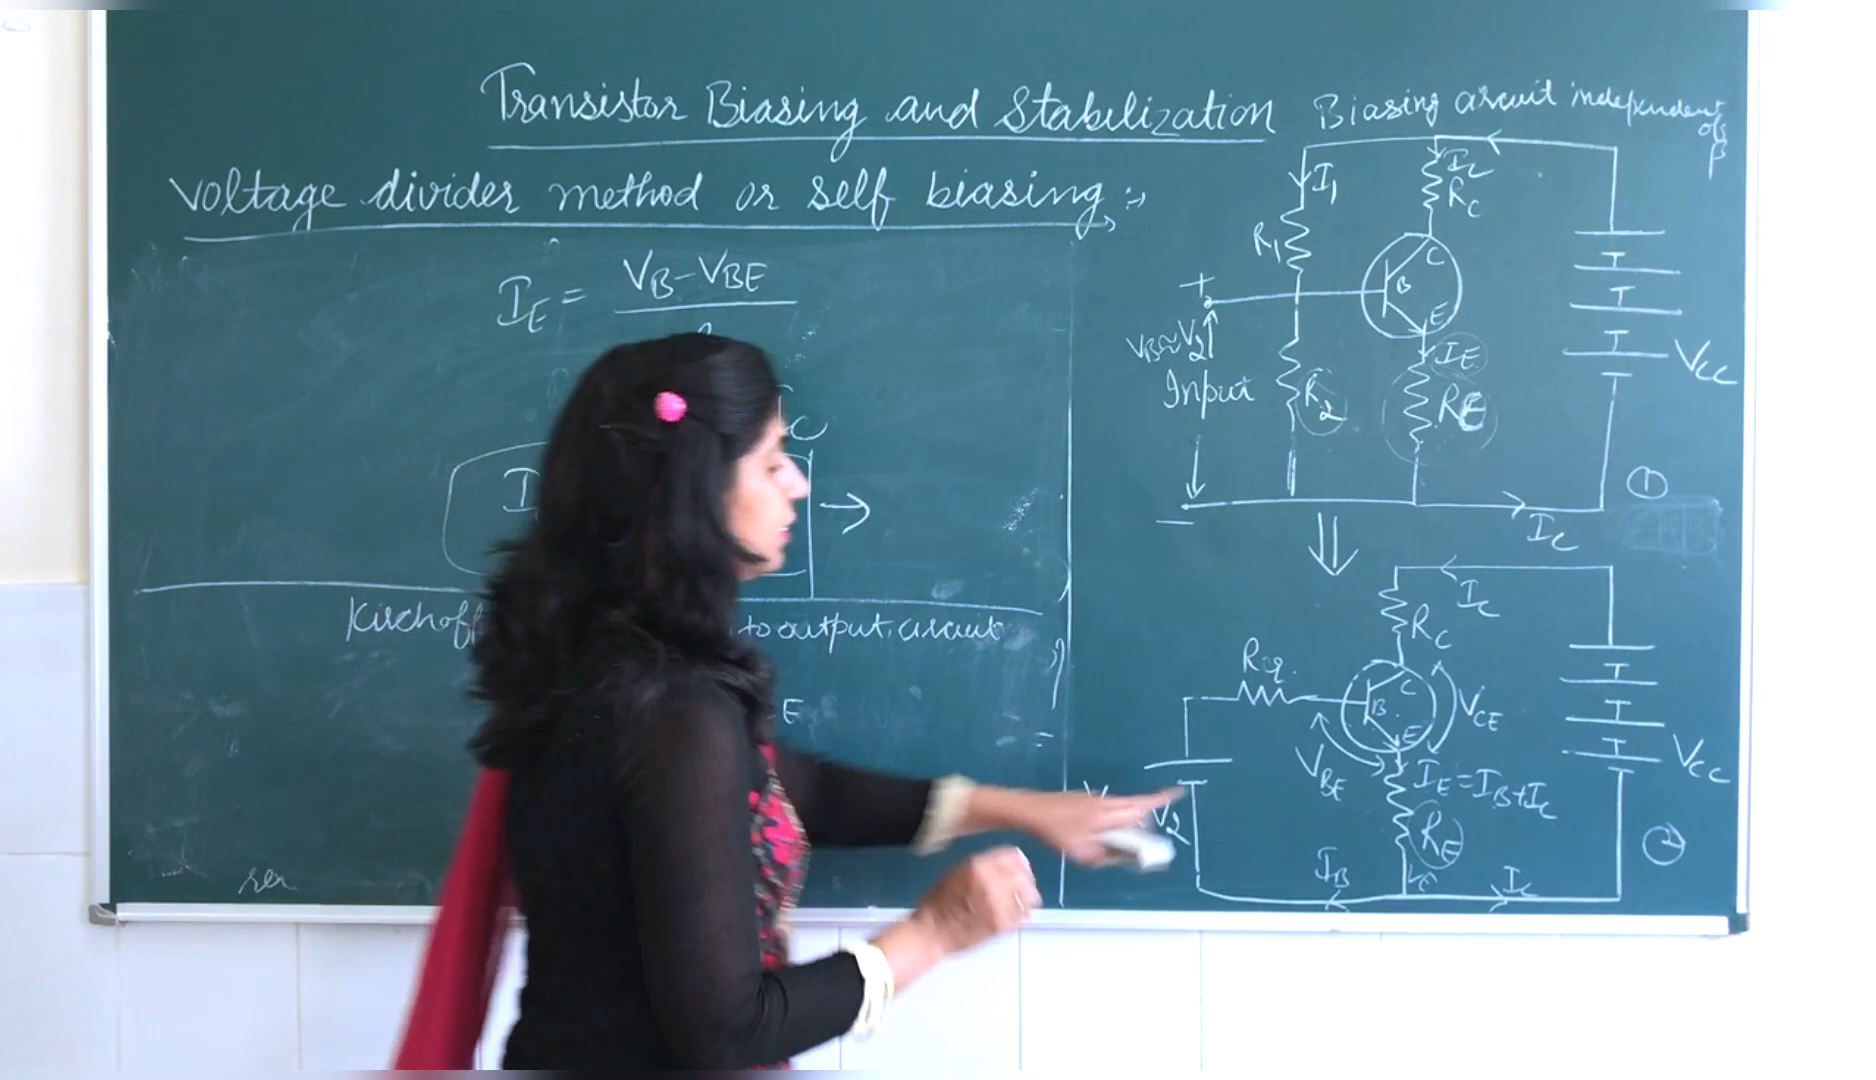 Transistor Biasing and Stabilization
Biasing circuit independent
of
β
Voltage divider method or self biasing :-
I_E = V_B - V_BE
I_1
I_C
R_C
R_1
C
B
E
+
V_B ≈ V_2
Input
R_2
I_E
R_E
V_CC
-
I_C
①
I_C
R_C
Req.
C
B
E
V_CE
V_BE
I_E = I_B + I_C
R_E
V_CC
V_2
I_B
I_C
②
to output circuit
E